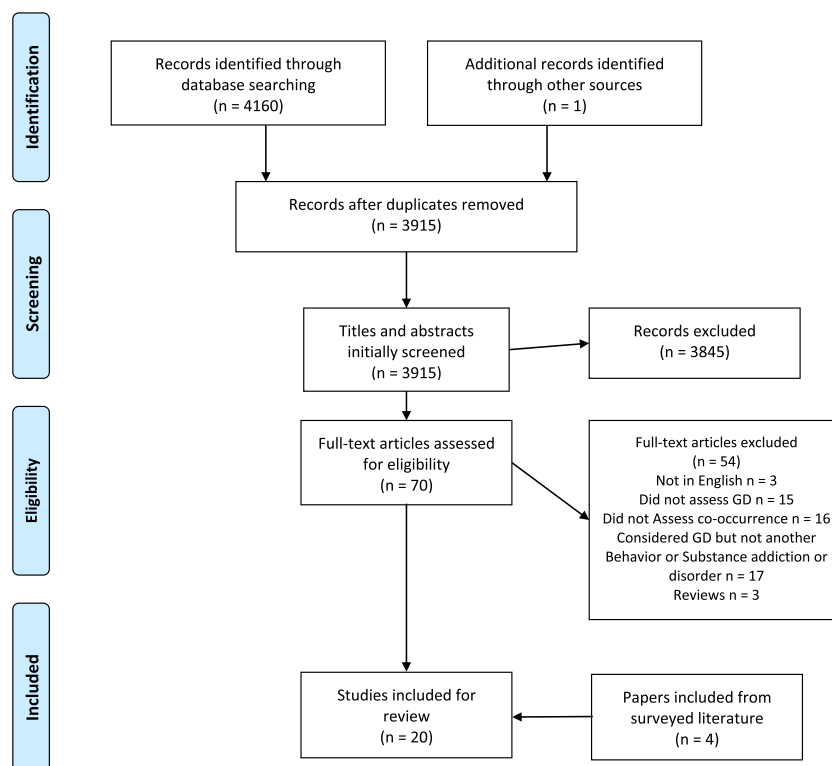 Identification
Records identified through
database searching
(n = 4160)
Additional records identified
through other sources
(n = 1)
Records after duplicates removed
(n = 3915)
Screening
Titles and abstracts
initially screened
(n = 3915)
Records excluded
(n = 3845)
Eligibility
Full-text articles assessed
for eligibility
(n = 70)
Full-text articles excluded
(n = 54)
Not in English n = 3
Did not assess GD n = 15
Did not Assess co-occurrence n = 16
Considered GD but not another
Behavior or Substance addiction or
disorder n = 17
Reviews n = 3
Included
Studies included for
review
(n = 20)
Papers included from
surveyed literature
(n = 4)